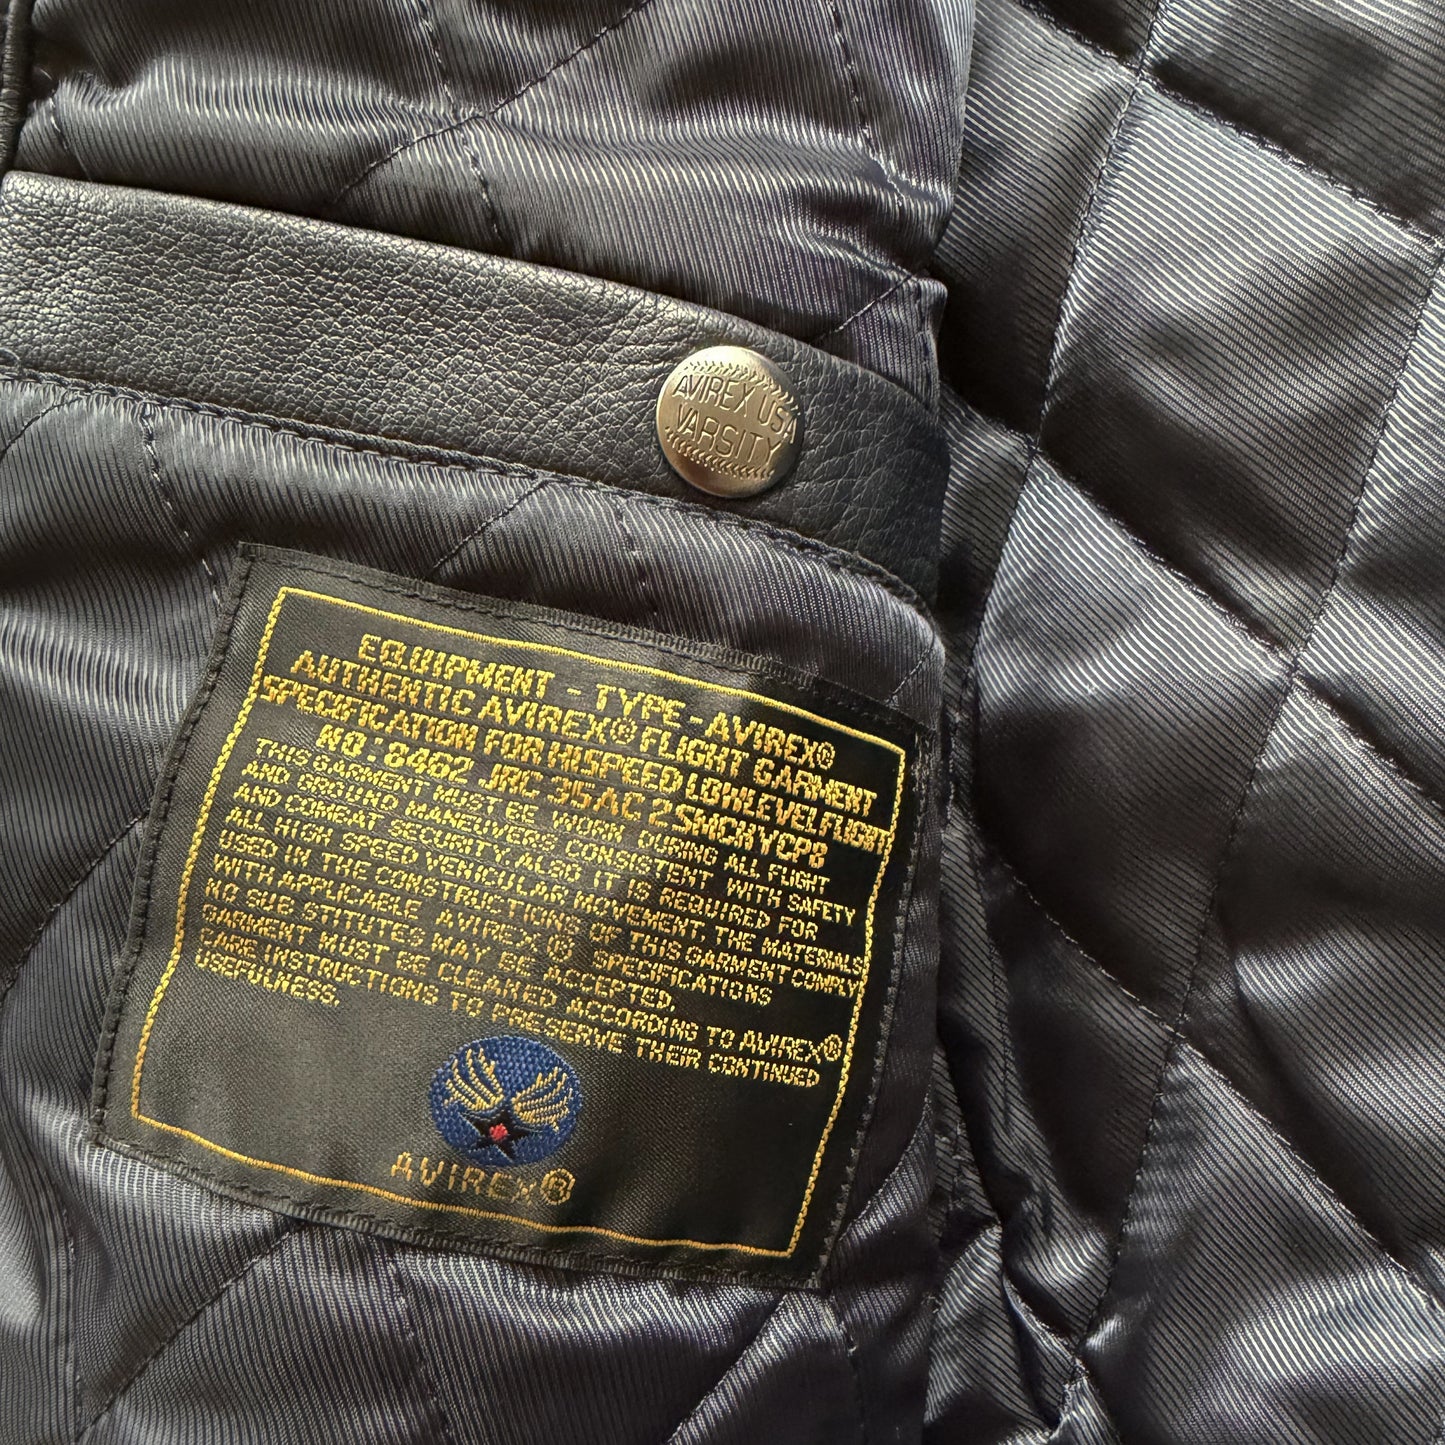 AVIREX USA
VARSITY
EQUIPMENT - TYPE - AVIREX®
AUTHENTIC AVIREX® FLIGHT GARMENT
SPECIFICATION FOR HISPEED LOWLEVELFLIGHT
NO:8462 JRC 35AC 2SMCHYCP8
THIS GARMENT MUST BE WORN DURING ALL FLIGHT
AND GROUND MANEUVERS CONSISTENT WITH SAFETY
AND COMBAT SECURITY. ALSO IT IS REQUIRED FOR
ALL HIGH SPEED VEHICULAR MOVEMENT, THE MATERIALS
USED IN THE CONSTRUCTIONS OF THIS GARMENT COMPLY
WITH APPLICABLE AVIREX® SPECIFICATIONS
NO SUB STITUTES MAY BE ACCEPTED.
GARMENT MUST BE CLEANED ACCORDING TO AVIREX®
CARE INSTRUCTIONS TO PRESERVE THEIR CONTINUED
USEFULNESS.
AVIREX®